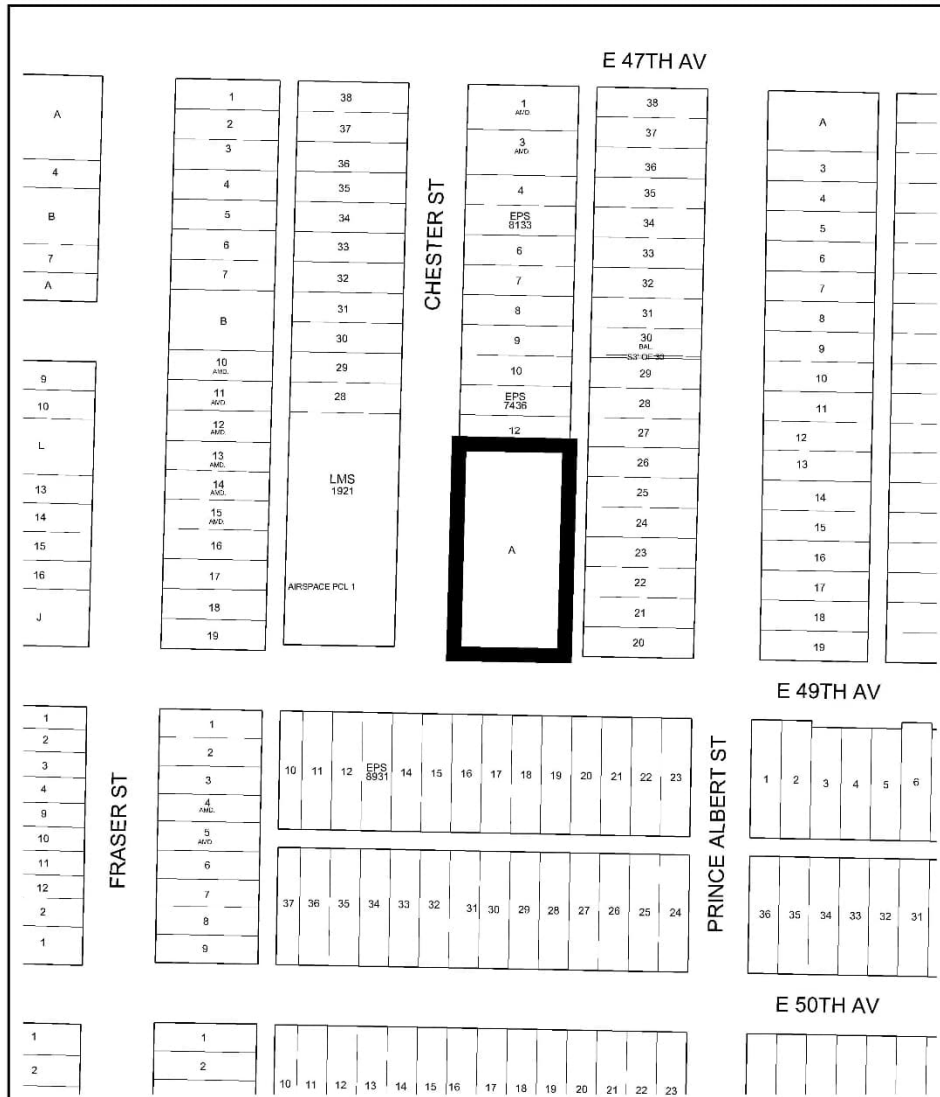 E 47TH AV
A
4
B
7
A
9
10
L
13
14
15
16
J
1
2
3
4
5
6
7
B
10
AMD.
11
AMD.
12
AMD.
13
AMD.
14
AMD.
15
AMD.
16
17
18
19
38
37
36
35
34
33
32
31
30
29
28
LMS
1921
AIRSPACE PCL 1
CHESTER ST
1
AMD.
3
AMD.
4
EPS
8133
6
7
8
9
10
EPS
7436
12
A
38
37
36
35
34
33
32
31
30
BAL.
S3' OF 30
29
28
27
26
25
24
23
22
21
20
A
3
4
5
6
7
8
9
10
11
12
13
14
15
16
17
18
19
E 49TH AV
1
2
3
4
9
10
11
12
2
1
FRASER ST
1
2
3
4
AMD.
5
AMD.
6
7
8
9
10 11 12 EPS
8931 14 15 16 17 18 19 20 21 22 23
37 36 35 34 33 32 31 30 29 28 27 26 25 24
PRINCE ALBERT ST
1 2 3 4 5 6
36 35 34 33 32 31
E 50TH AV
1
2
1
2
10 11 12 13 14 15 16 17 18 19 20 21 22 23